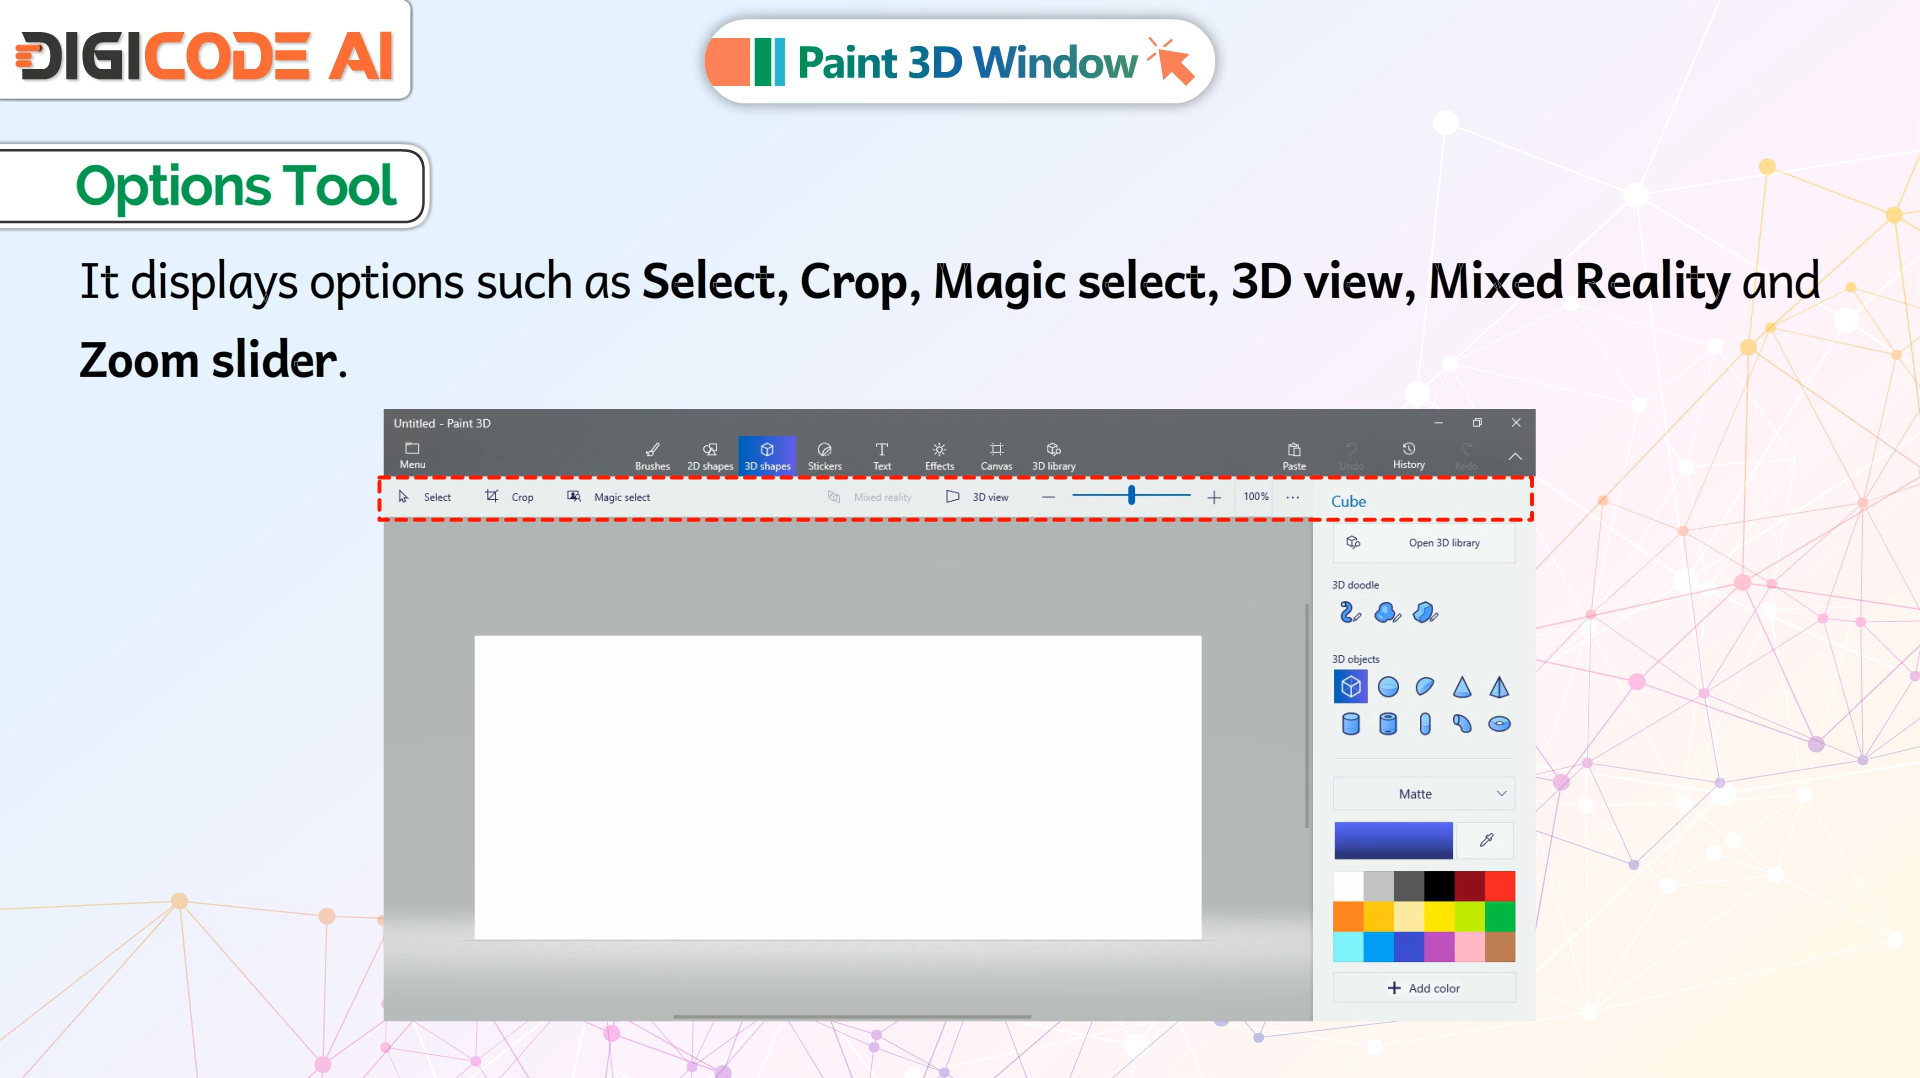 DIGICODE AI
Paint 3D Window
Options Tool
It displays options such as Select, Crop, Magic select, 3D view, Mixed Reality and
Zoom slider.
Untitled - Paint 3D
Menu
Brushes
2D shapes
3D shapes
Stickers
Text
Effects
Canvas
3D library
Paste
Undo
History
Redo
Select
Crop
Magic select
Mixed reality
3D view
100%
Cube
Open 3D library
3D doodle
3D objects
Matte
Add color